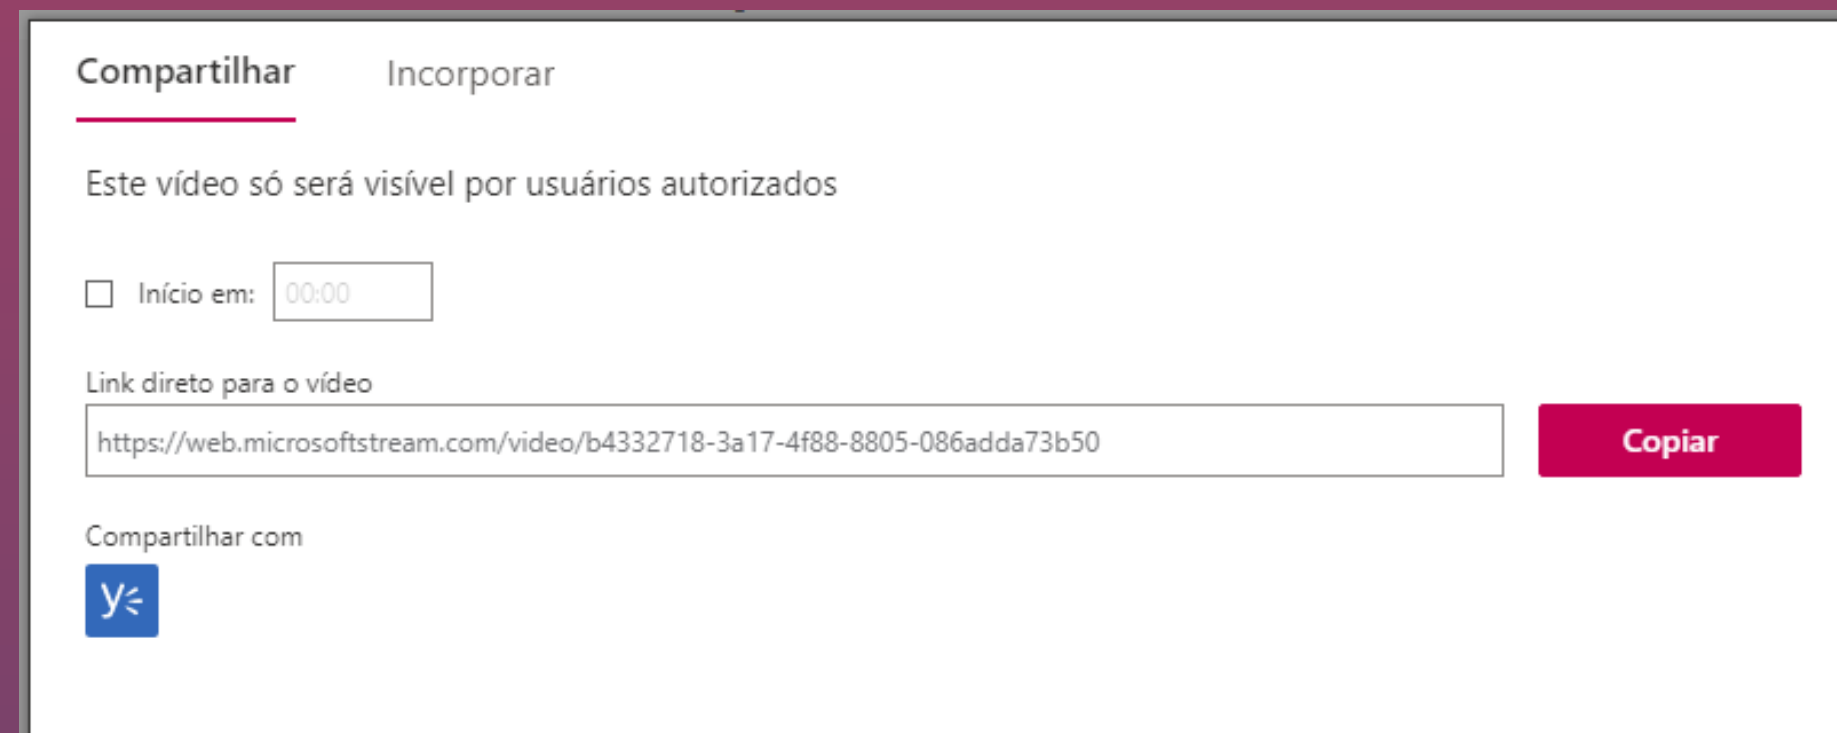 Compartilhar Incorporar
Este vídeo só será visível por usuários autorizados
Início em: 00:00
Link direto para o vídeo
https://web.microsoftstream.com/video/b4332718-3a17-4f88-8805-086adda73b50 Copiar
Compartilhar com
y